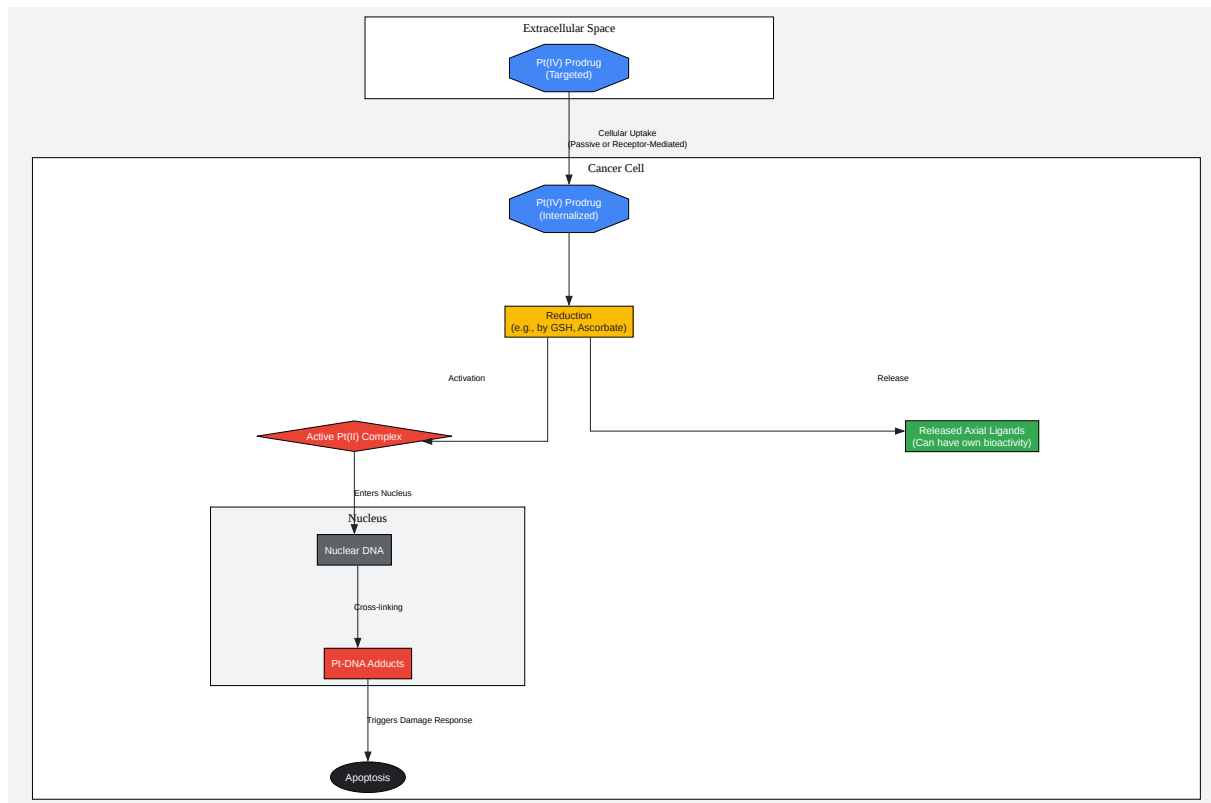 Extracellular Space
Pt(IV) Prodrug
(Targeted)
Cellular Uptake
(Passive or Receptor-Mediated)
Cancer Cell
Pt(IV) Prodrug
(Internalized)
Reduction
(e.g., by GSH, Ascorbate)
Activation
Release
Active Pt(II) Complex
Released Axial Ligands
(Can have own bioactivity)
Enters Nucleus
Nucleus
Nuclear DNA
Cross-linking
Pt-DNA Adducts
Triggers Damage Response
Apoptosis